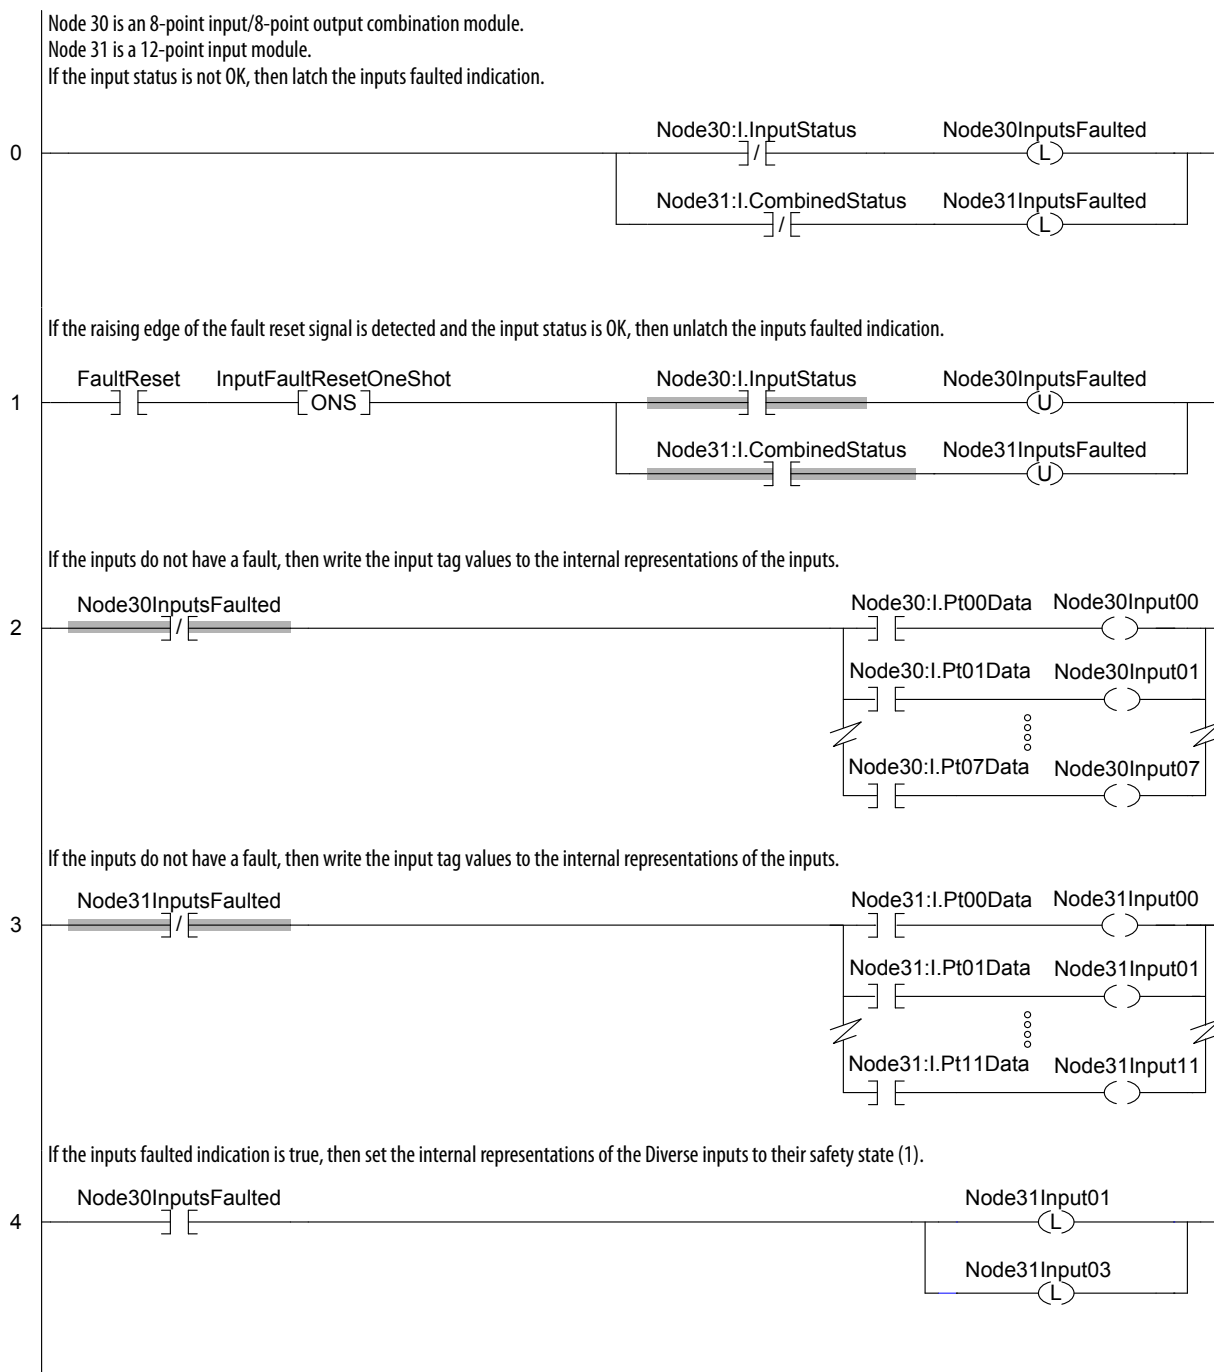 Node 30 is an 8-point input/8-point output combination module.
Node 31 is a 12-point input module.
If the input status is not OK, then latch the inputs faulted indication.
Node30:I.InputStatus Node30InputsFaulted
0 / L
Node31:I.CombinedStatus Node31InputsFaulted
/ L
If the raising edge of the fault reset signal is detected and the input status is OK, then unlatch the inputs faulted indication.
FaultReset InputFaultResetOneShot Node30:I.InputStatus Node30InputsFaulted
1 ONS U
Node31:I.CombinedStatus Node31InputsFaulted
U
If the inputs do not have a fault, then write the input tag values to the internal representations of the inputs.
Node30InputsFaulted Node30:I.Pt00Data Node30Input00
2 /
Node30:I.Pt01Data Node30Input01
Node30:I.Pt07Data Node30Input07
If the inputs do not have a fault, then write the input tag values to the internal representations of the inputs.
Node31InputsFaulted Node31:I.Pt00Data Node31Input00
3 /
Node31:I.Pt01Data Node31Input01
Node31:I.Pt11Data Node31Input11
If the inputs faulted indication is true, then set the internal representations of the Diverse inputs to their safety state (1).
Node30InputsFaulted Node31Input01
4 L
Node31Input03
L